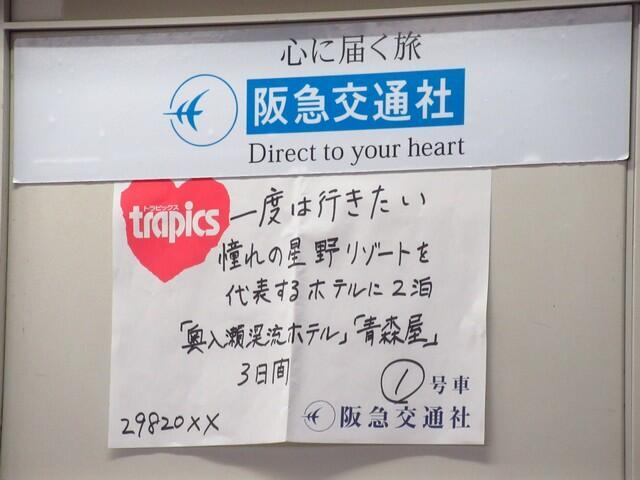 心に届く旅
阪急交通社
Direct to your heart
トラピックス
trapics
一度は行きたい
憧れの星野リゾートを
代表するホテルに2泊
「奥入瀬渓流ホテル」「青森屋」
3日間
1号車
29820XX
阪急交通社